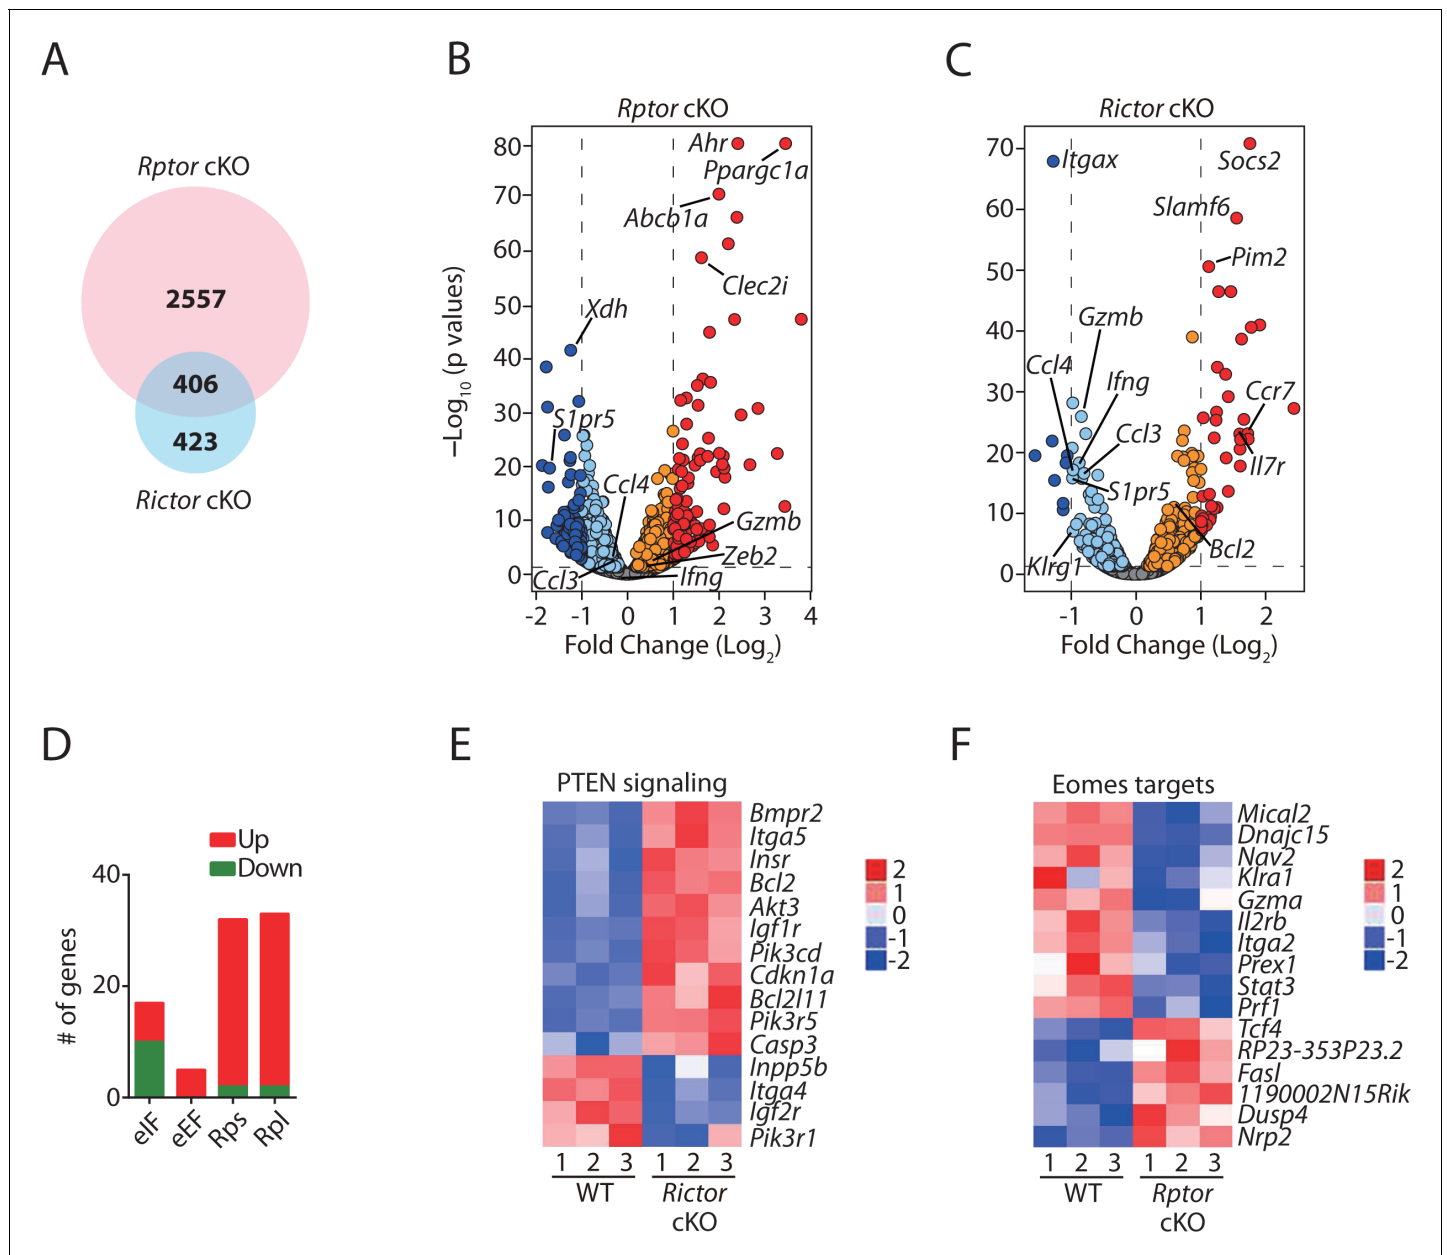 A
Rptor cKO
2557
406
423
Rictor cKO
B
Rptor cKO
–Log10 (p values)
80
70
60
50
40
30
20
10
0
Ahr
Ppargc1a
Abcb1a
Clec2i
Xdh
S1pr5
Ccl4
Gzmb
Zeb2
Ccl3
Ifng
-2 -1 0 1 2 3 4
Fold Change (Log2)
C
Rictor cKO
70
60
50
40
30
20
10
0
Itgax
Socs2
Slamf6
Pim2
Gzmb
Ccl4
Ifng
Ccr7
Ccl3
Il7r
S1pr5
Bcl2
Klrg1
-1 0 1 2
Fold Change (Log2)
D
Up
Down
# of genes
40
20
0
eIF eEF Rps Rpl
E
PTEN signaling
Bmpr2
Itga5
Insr
Bcl2
Akt3
Igf1r
Pik3cd
Cdkn1a
Bcl2l11
Pik3r5
Casp3
Inpp5b
Itga4
Igf2r
Pik3r1
2
1
0
-1
-2
1 2 3 1 2 3
WT Rictor
cKO
F
Eomes targets
Mical2
Dnajc15
Nav2
Klra1
Gzma
Il2rb
Itga2
Prex1
Stat3
Prf1
Tcf4
RP23-353P23.2
Fasl
1190002N15Rik
Dusp4
Nrp2
2
1
0
-1
-2
1 2 3 1 2 3
WT Rptor
cKO